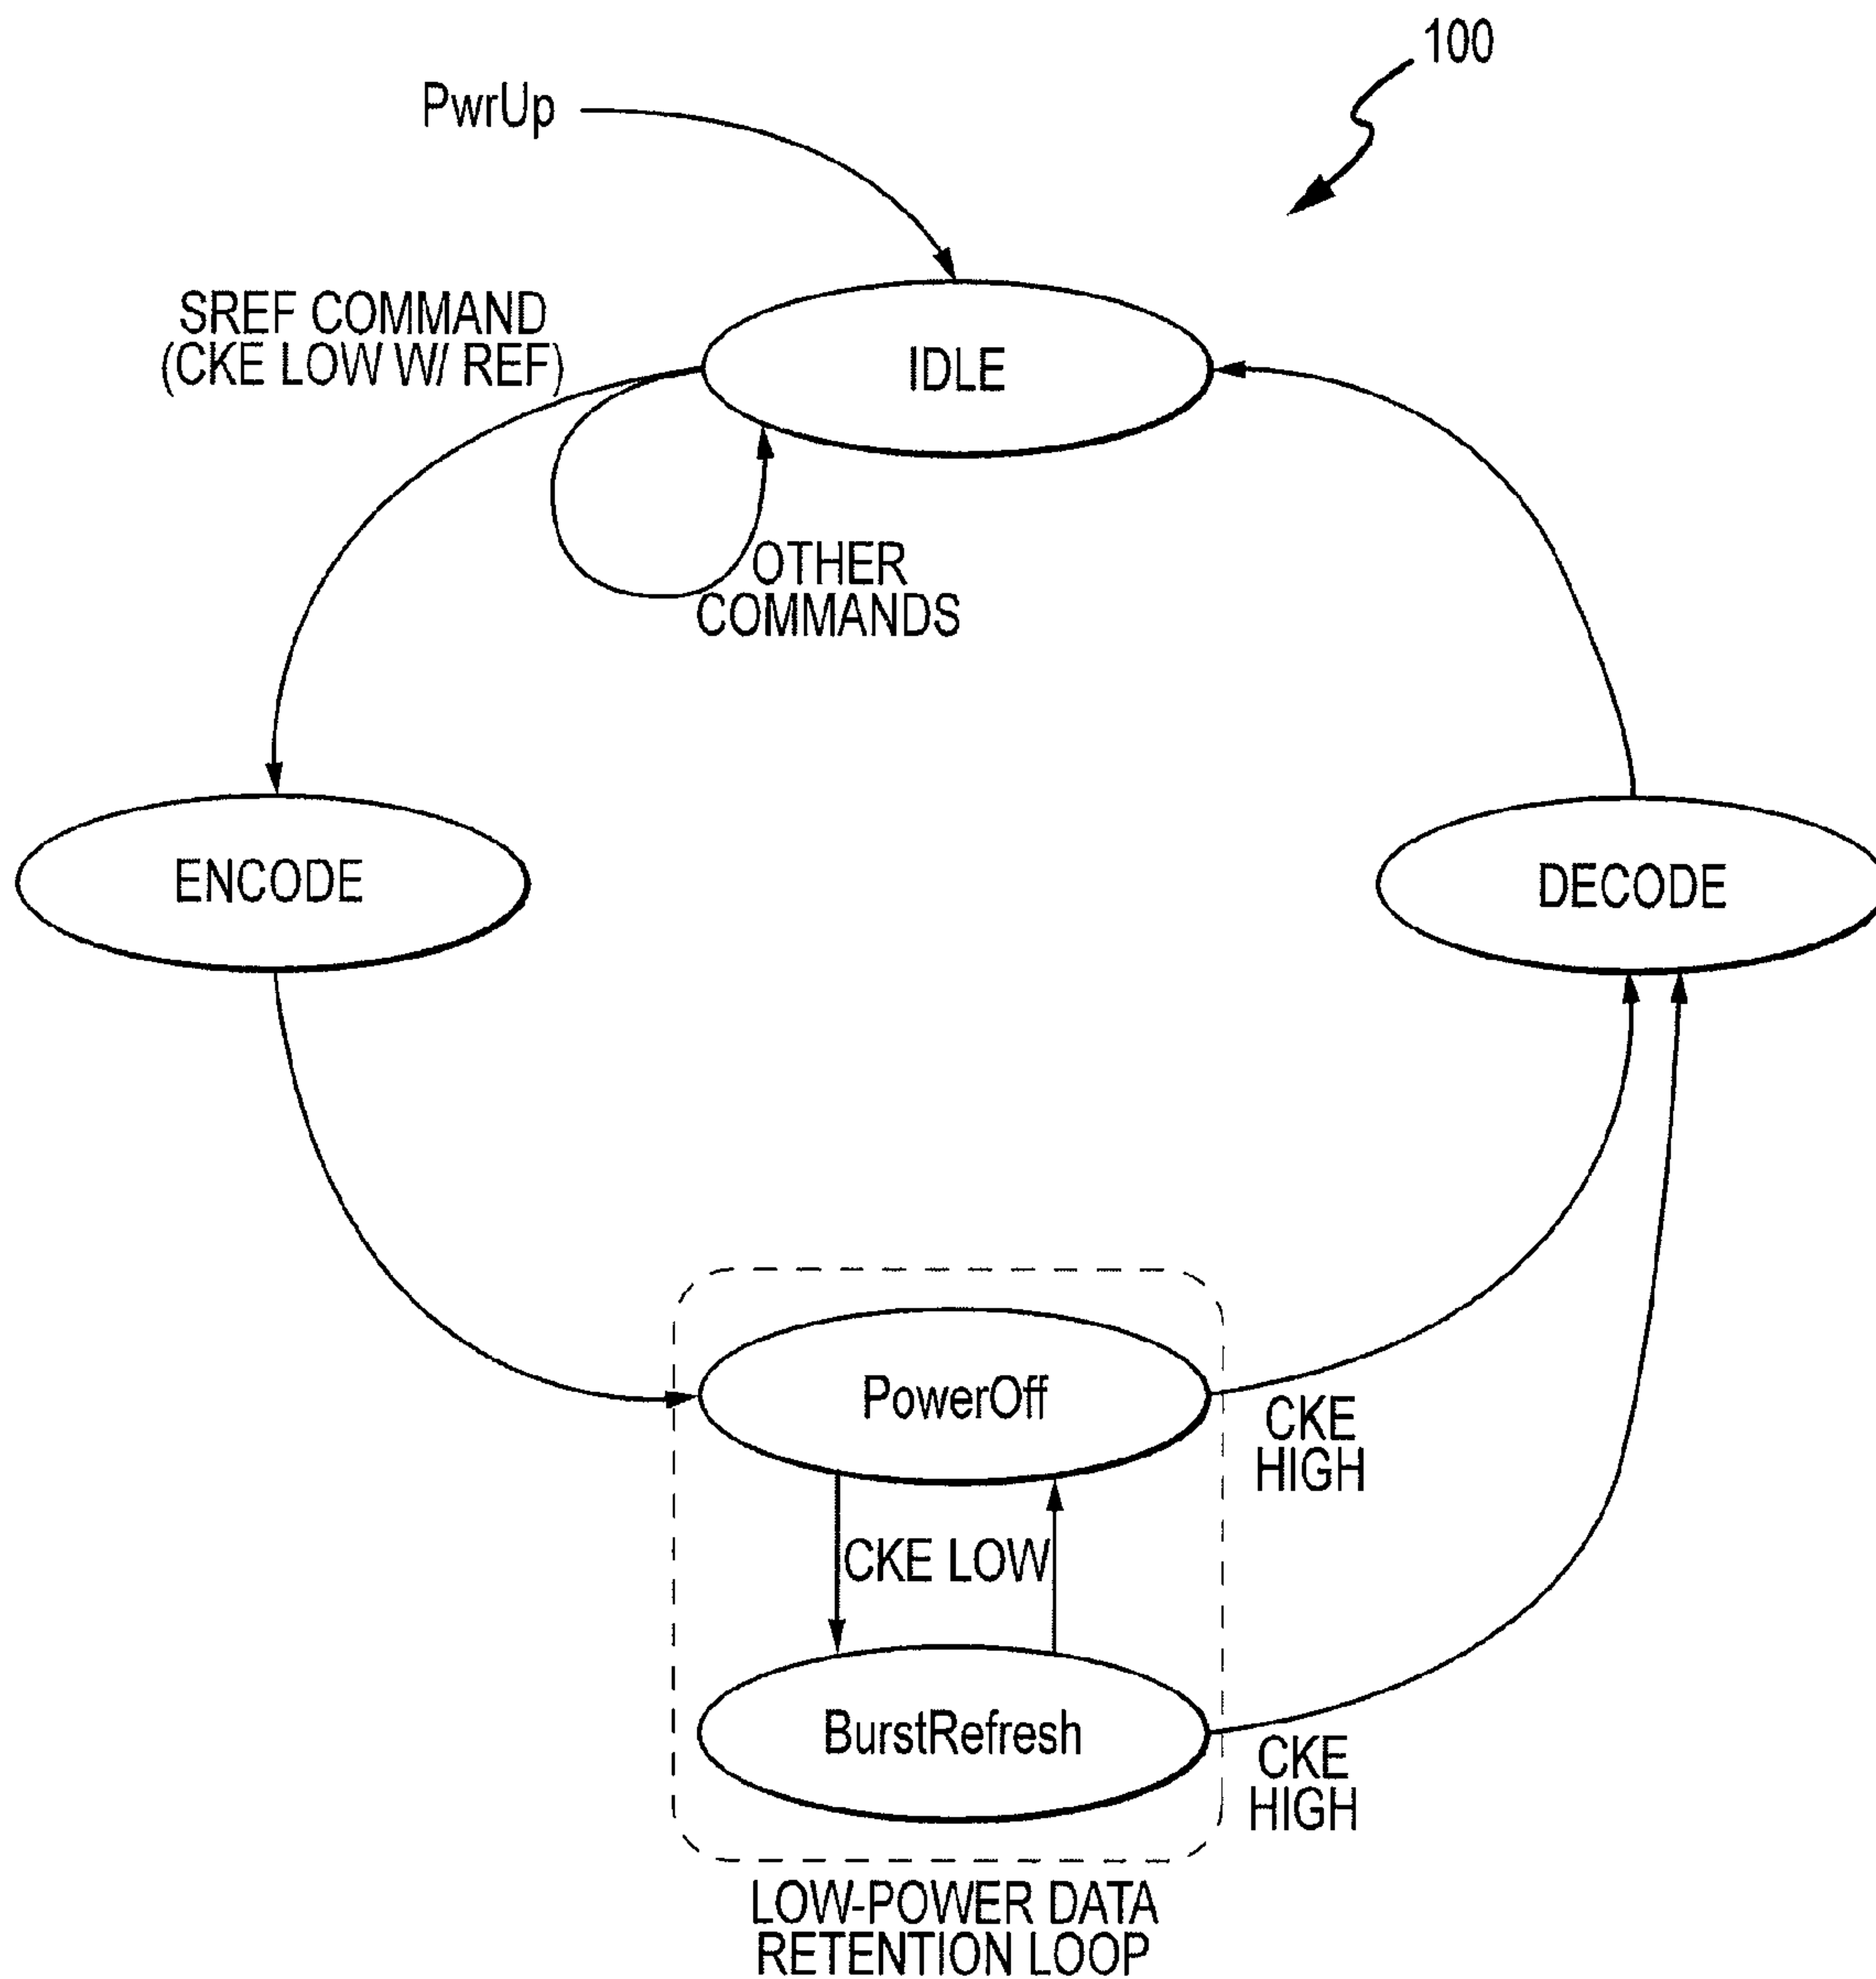 100
PwrUp
SREF COMMAND
(CKE LOW W/ REF)
IDLE
OTHER
COMMANDS
ENCODE
DECODE
PowerOff
CKE
HIGH
CKE LOW
BurstRefresh
CKE
HIGH
LOW-POWER DATA
RETENTION LOOP